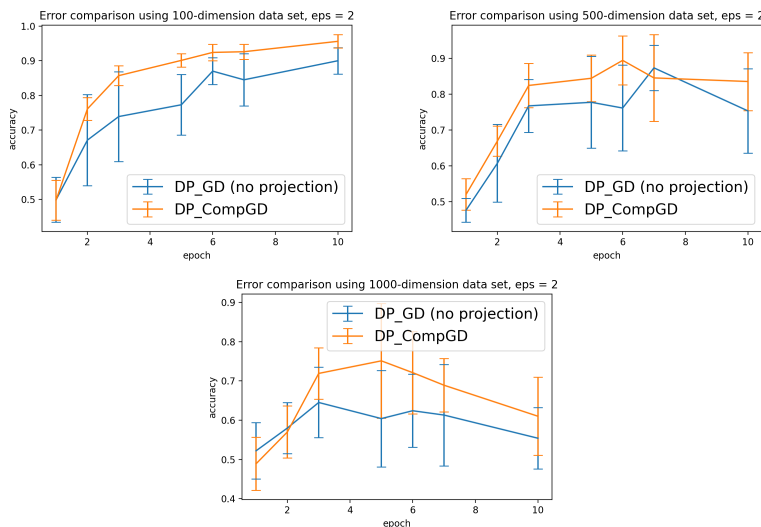 Error comparison using 100-dimension data set, eps = 2
1.0
0.9
0.8
0.7
0.6
0.5
accuracy
DP_GD (no projection)
DP_CompGD
2 4 6 8 10
epoch
Error comparison using 500-dimension data set, eps = 2
0.9
0.8
0.7
0.6
0.5
accuracy
DP_GD (no projection)
DP_CompGD
2 4 6 8 10
epoch
Error comparison using 1000-dimension data set, eps = 2
0.9
0.8
0.7
0.6
0.5
0.4
accuracy
DP_GD (no projection)
DP_CompGD
2 4 6 8 10
epoch